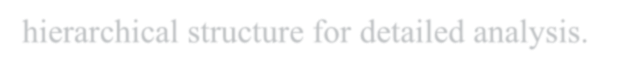 hierarchical structure for detailed analysis.